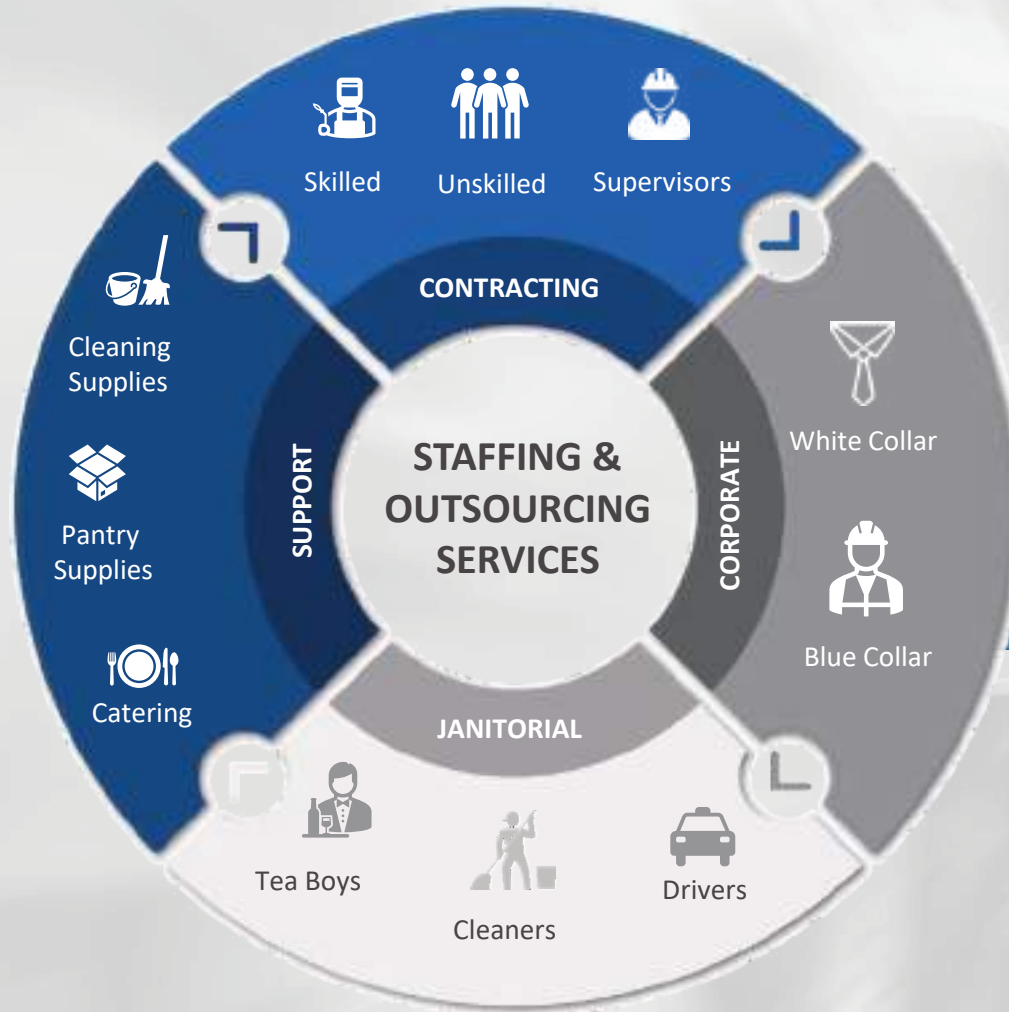 Skilled
Unskilled
Supervisors
CONTRACTING
Cleaning
Supplies
Pantry
Supplies
Catering
SUPPORT
STAFFING &
OUTSOURCING
SERVICES
CORPORATE
White Collar
Blue Collar
JANITORIAL
Tea Boys
Cleaners
Drivers